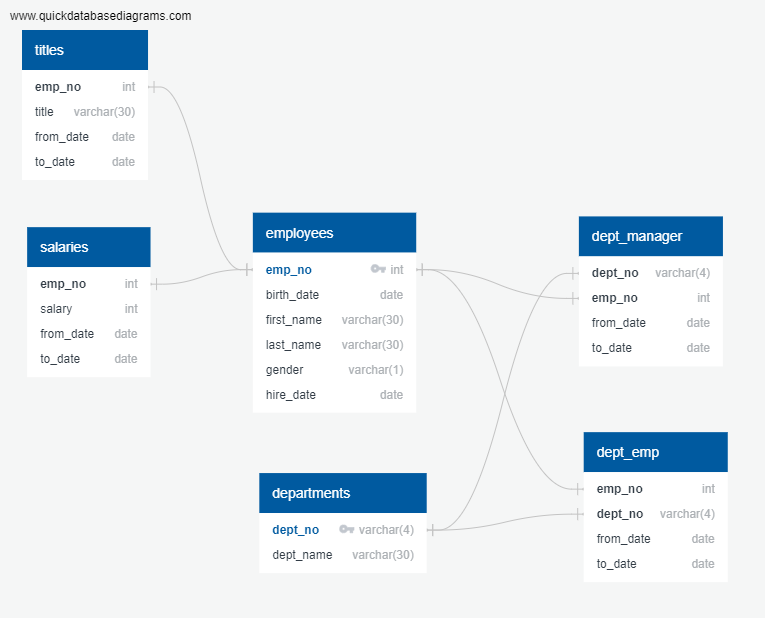 www.quickdatabasediagrams.com
titles
emp_no int
title varchar(30)
from_date date
to_date date
salaries
emp_no int
salary int
from_date date
to_date date
employees
emp_no int
birth_date date
first_name varchar(30)
last_name varchar(30)
gender varchar(1)
hire_date date
departments
dept_no varchar(4)
dept_name varchar(30)
dept_manager
dept_no varchar(4)
emp_no int
from_date date
to_date date
dept_emp
emp_no int
dept_no varchar(4)
from_date date
to_date date